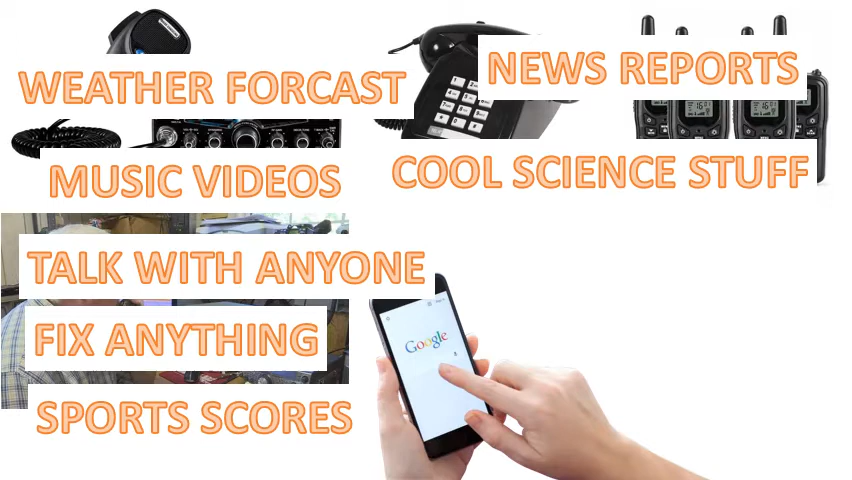 WEATHER FORCAST
NEWS REPORTS
MUSIC VIDEOS
COOL SCIENCE STUFF
TALK WITH ANYONE
FIX ANYTHING
SPORTS SCORES
Google